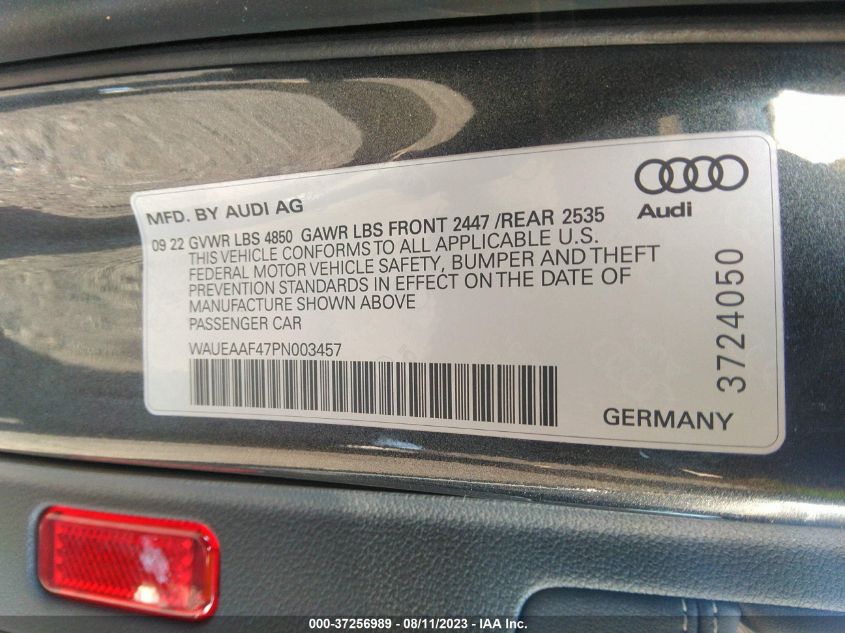 MFD. BY AUDI AG
09 22 GVWR LBS 4850 GAWR LBS FRONT 2447 /REAR 2535
THIS VEHICLE CONFORMS TO ALL APPLICABLE U.S.
FEDERAL MOTOR VEHICLE SAFETY, BUMPER AND THEFT
PREVENTION STANDARDS IN EFFECT ON THE DATE OF
MANUFACTURE SHOWN ABOVE
PASSENGER CAR
WAUEAAF47PN003457
Audi
3724050
GERMANY
000-37256989 - 08/11/2023 - IAA Inc.